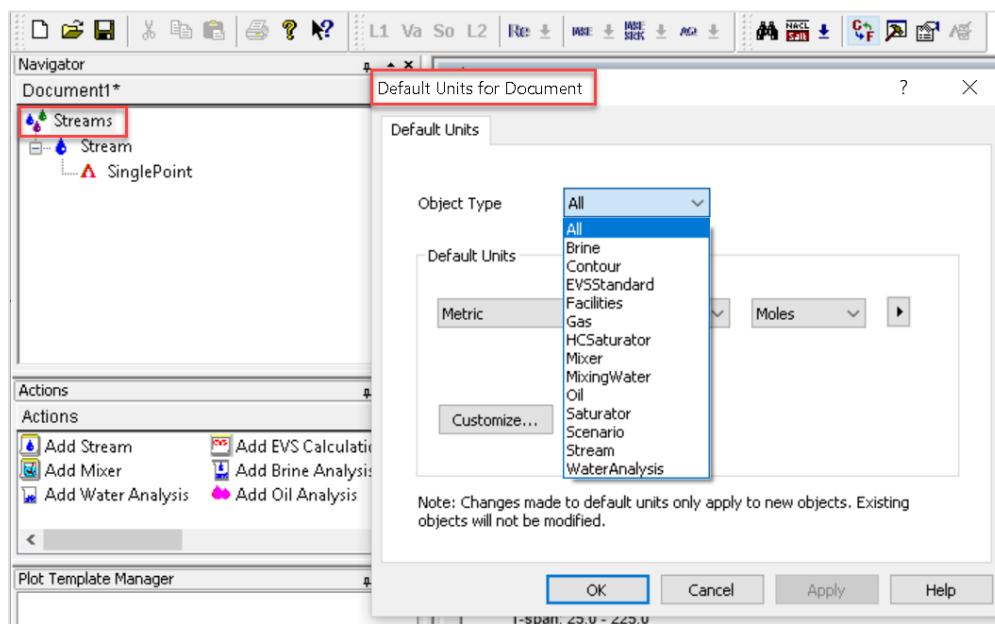 L1 Va So L2
Navigator
Document1*
Streams
Stream
SinglePoint
Default Units for Document
?
Default Units
Object Type
All
All
Brine
Contour
EVSStandard
Facilities
Gas
HCSaturator
Mixer
MixingWater
Oil
Saturator
Scenario
Stream
WaterAnalysis
Default Units
Metric
Moles
Customize...
Note: Changes made to default units only apply to new objects. Existing
objects will not be modified.
OK Cancel Apply Help
Actions
Actions
Add Stream
Add EVS Calculatio
Add Mixer
Add Brine Analysis
Add Water Analysis
Add Oil Analysis
Plot Template Manager
T-span: 25.0 - 225.0